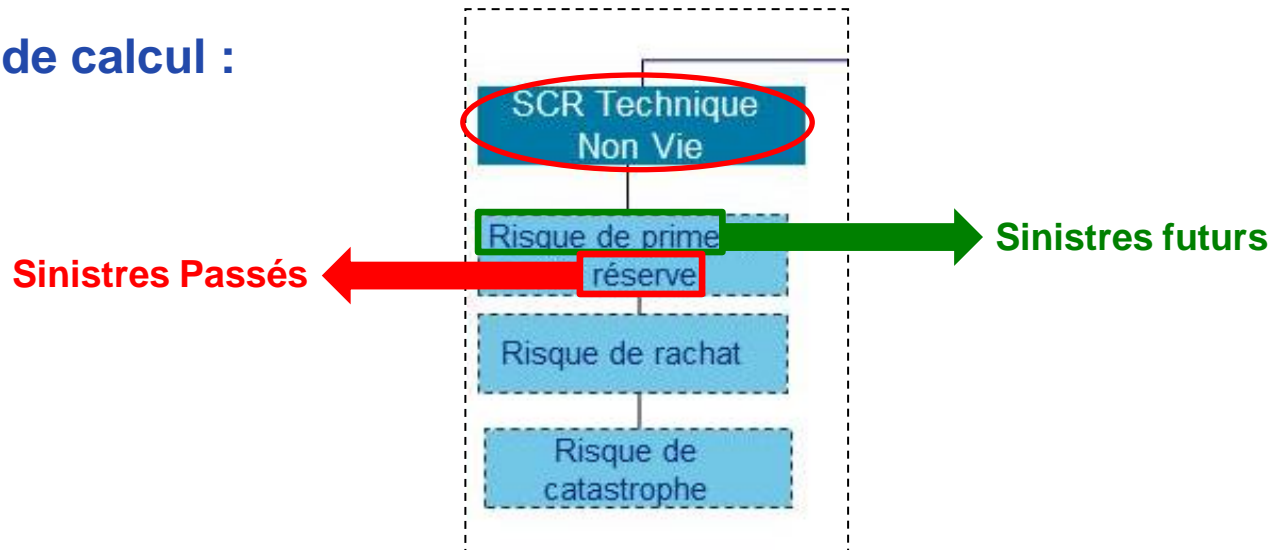 de calcul :
SCR Technique
Non Vie
Risque de prime
Sinistres futurs
Sinistres Passés
réserve
Risque de rachat
Risque de
catastrophe